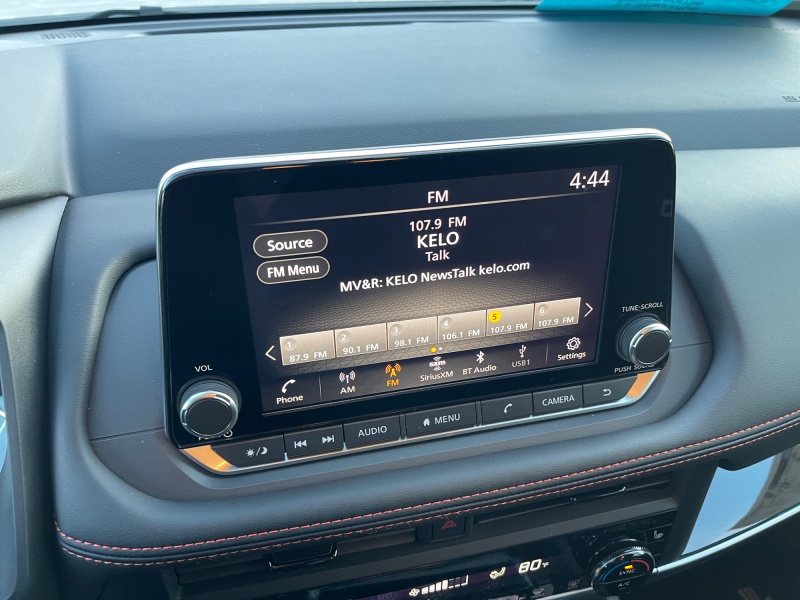 FM
4:44
107.9 FM
KELO
Talk
Source
FM Menu
MV&R: KELO NewsTalk kelo.com
1
87.9 FM
2
90.1 FM
3
98.1 FM
4
106.1 FM
5
107.9 FM
6
107.9 FM
Phone
AM
FM
sxm
SiriusXM
BT Audio
USB1
Settings
TUNE·SCROLL
VOL
AUDIO
MENU
CAMERA
80°F
SYNC
A/C